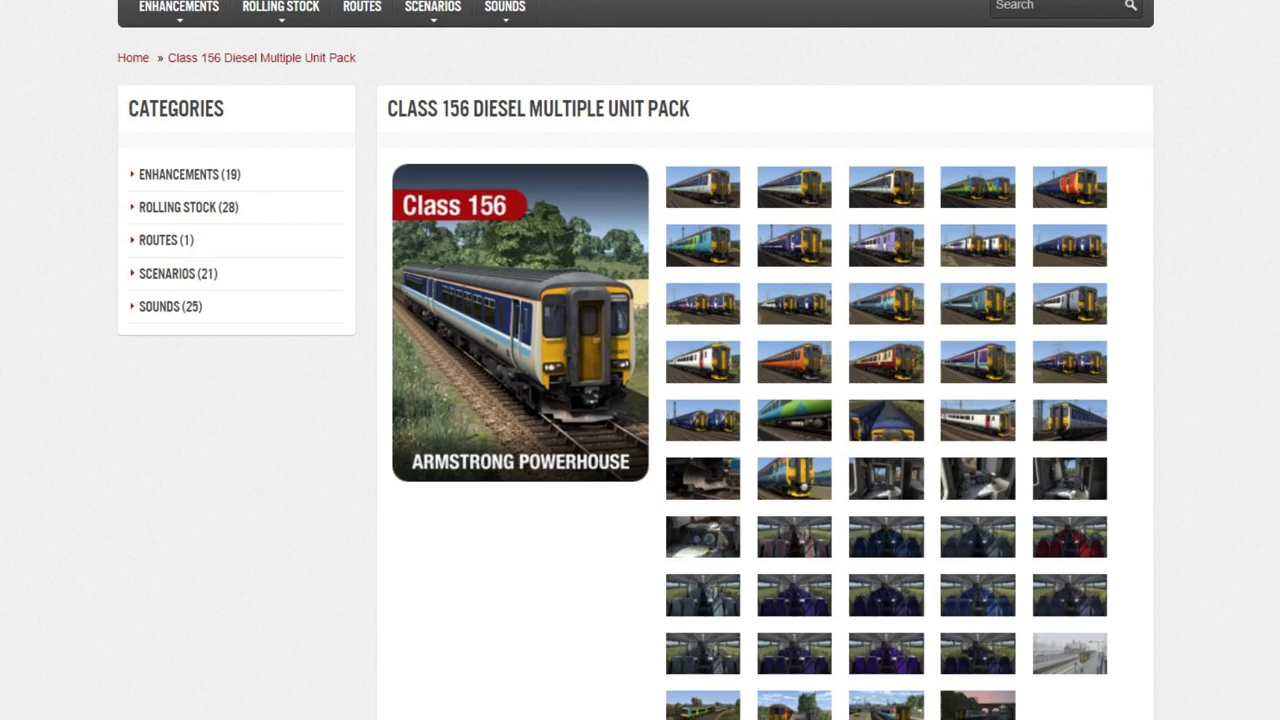 ENHANCEMENTS ROLLING STOCK ROUTES SCENARIOS SOUNDS Search
Home » Class 156 Diesel Multiple Unit Pack
CATEGORIES
ENHANCEMENTS (19)
ROLLING STOCK (28)
ROUTES (1)
SCENARIOS (21)
SOUNDS (25)
CLASS 156 DIESEL MULTIPLE UNIT PACK
Class 156
ARMSTRONG POWERHOUSE